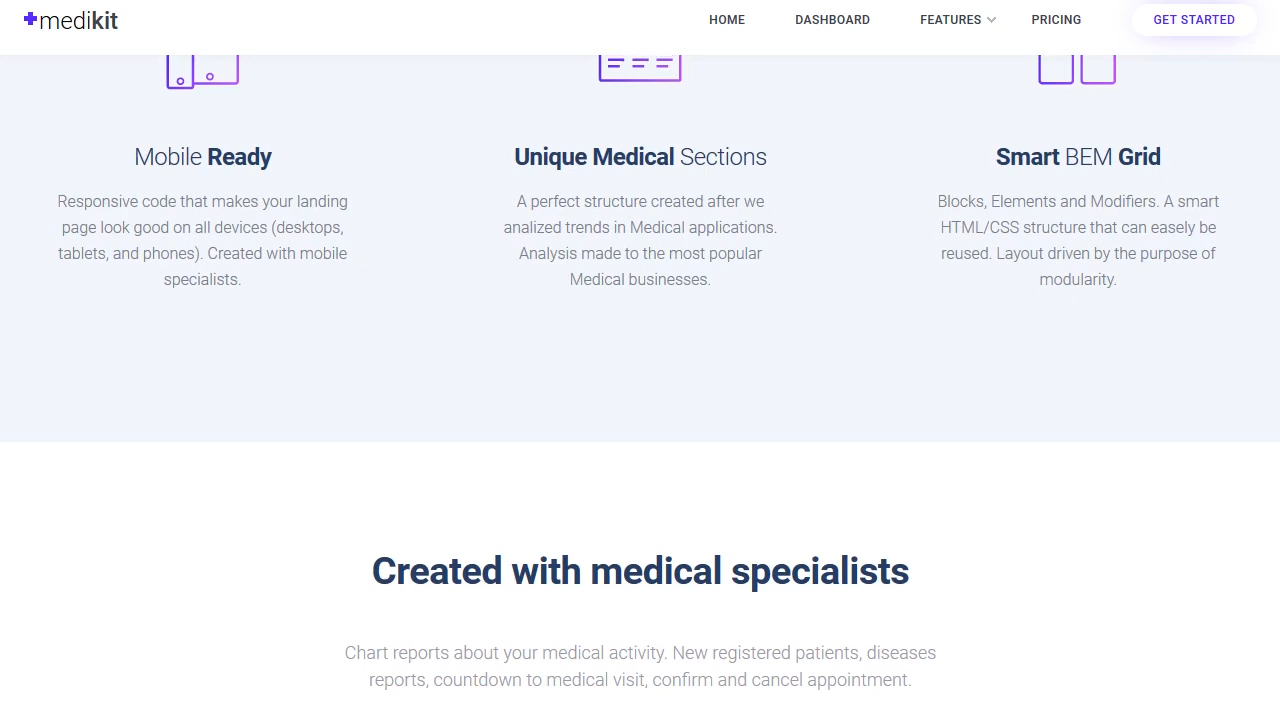 medikit
HOME
DASHBOARD
FEATURES
PRICING
GET STARTED
Mobile Ready
Responsive code that makes your landing
page look good on all devices (desktops,
tablets, and phones). Created with mobile
specialists.
Unique Medical Sections
A perfect structure created after we
analized trends in Medical applications.
Analysis made to the most popular
Medical businesses.
Smart BEM Grid
Blocks, Elements and Modifiers. A smart
HTML/CSS structure that can easely be
reused. Layout driven by the purpose of
modularity.
Created with medical specialists
Chart reports about your medical activity. New registered patients, diseases
reports, countdown to medical visit, confirm and cancel appointment.